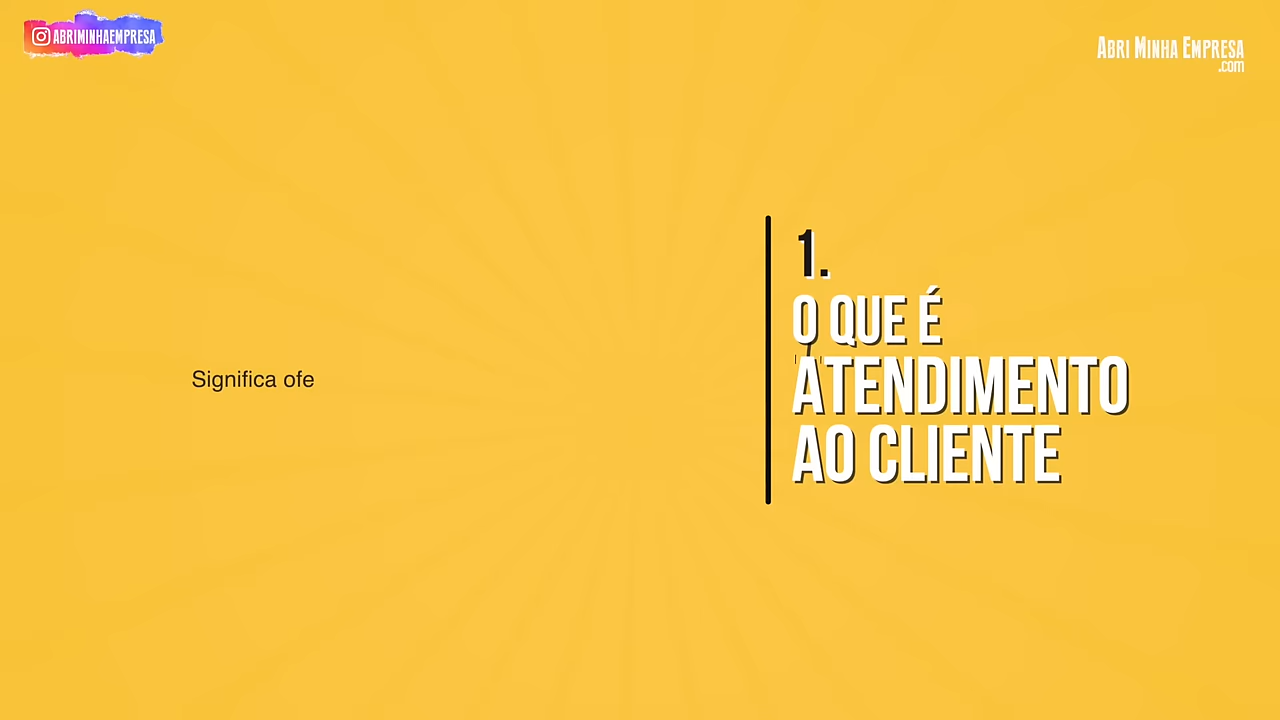 ABRIMINHAEMPRESA
ABRI MINHA EMPRESA
.com
Significa ofe
1.
O QUE É
ATENDIMENTO
AO CLIENTE